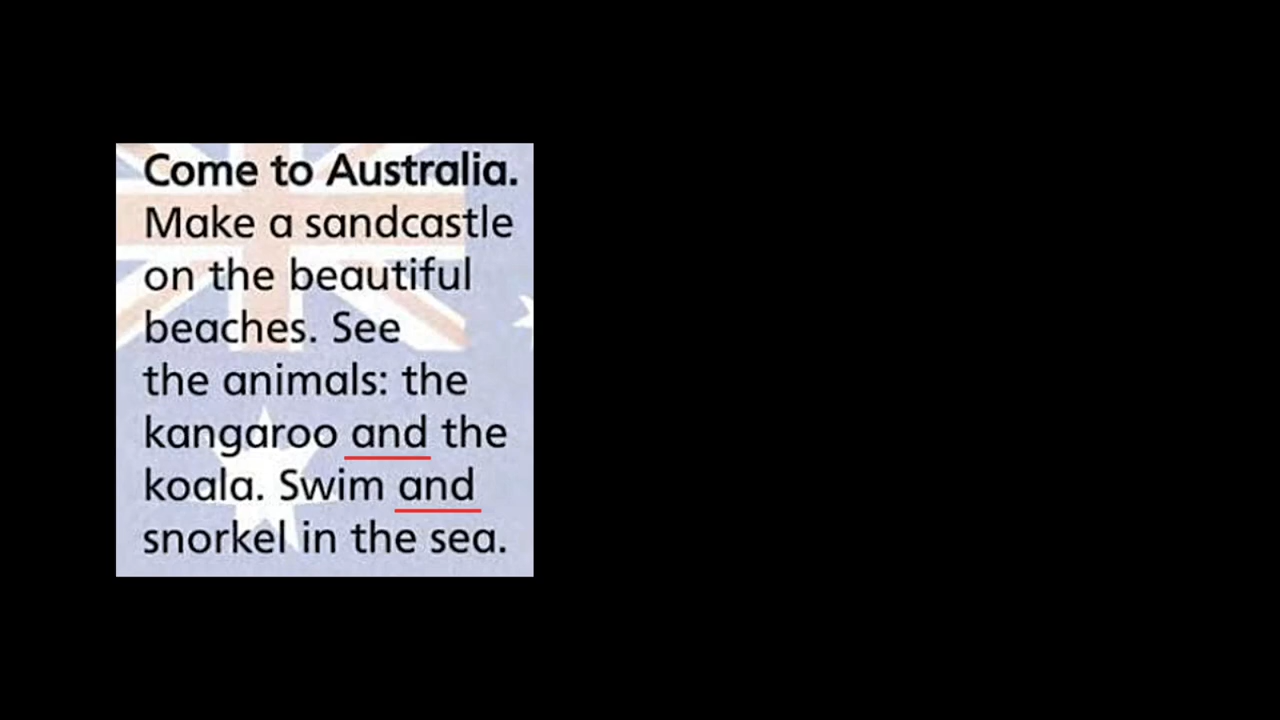 Come to Australia.
Make a sandcastle
on the beautiful
beaches. See
the animals: the
kangaroo and the
koala. Swim and
snorkel in the sea.